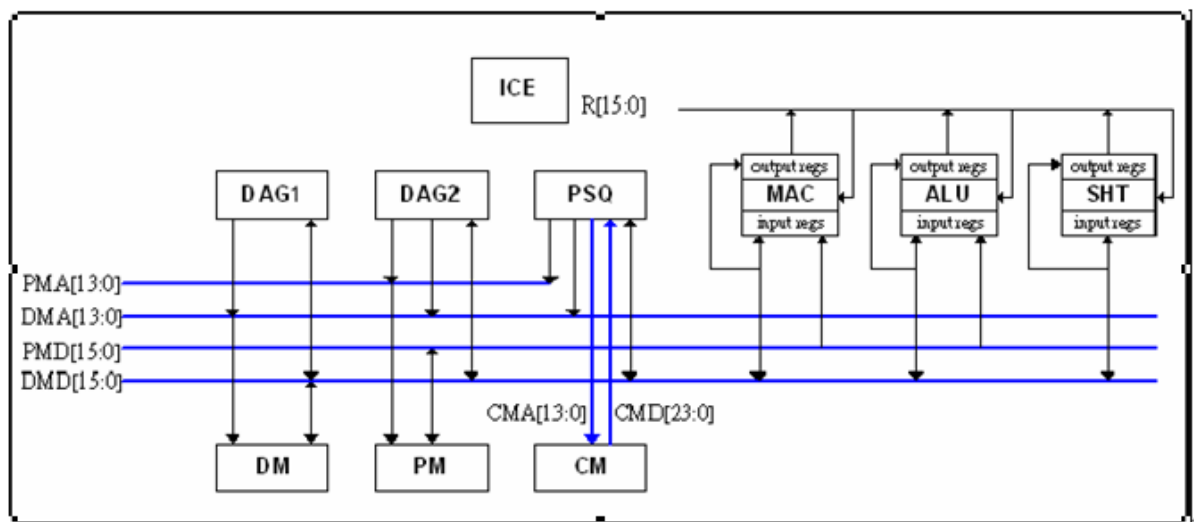 ICE
R[15:0]
output regs
MAC
input regs
output regs
ALU
input regs
output regs
SHT
input regs
DAG1
DAG2
PSQ
PMA[13:0]
DMA[13:0]
PMD[15:0]
DMD[15:0]
CMA[13:0]
CMD[23:0]
DM
PM
CM